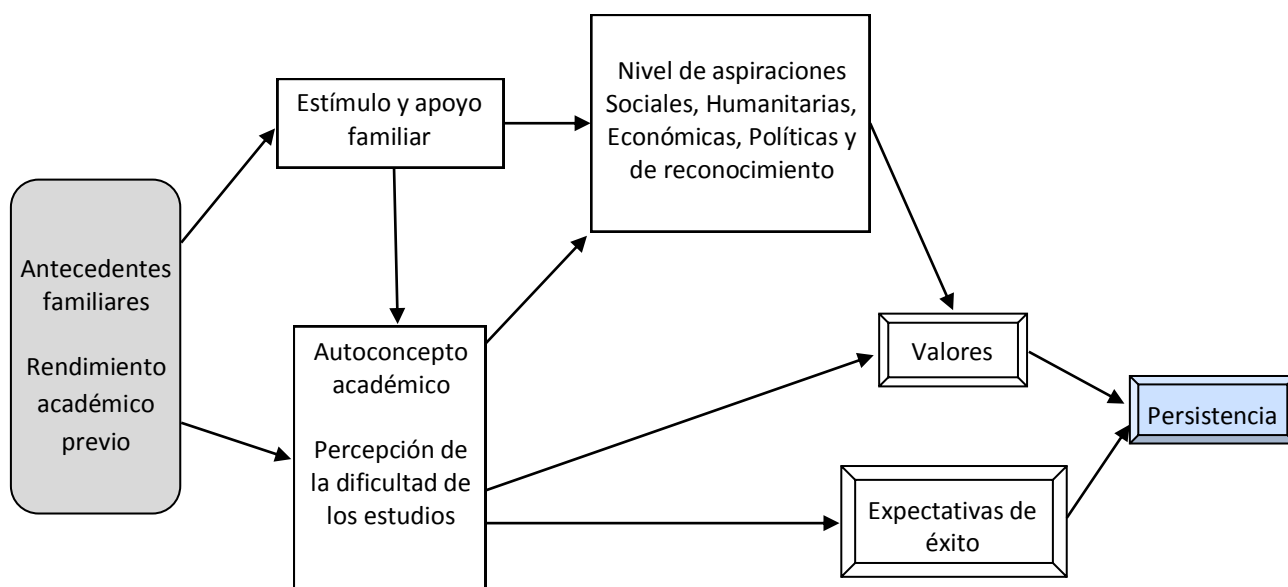 Antecedentes
familiares
Rendimiento
académico
previo
Estímulo y apoyo
familiar
Autoconcepto
académico
Percepción de
la dificultad de
los estudios
Nivel de aspiraciones
Sociales, Humanitarias,
Económicas, Políticas y
de reconocimiento
Valores
Expectativas de
éxito
Persistencia